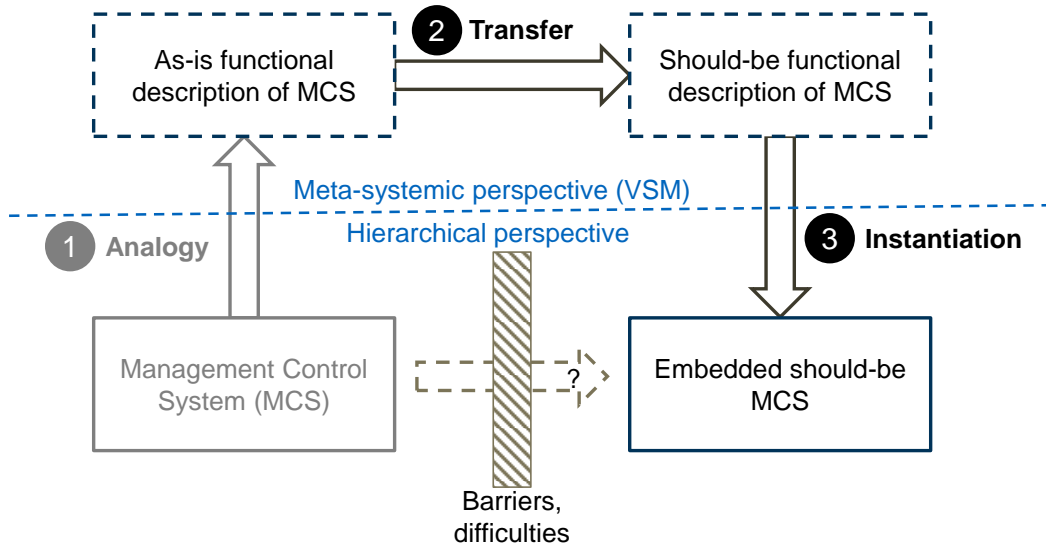 2 Transfer
As-is functional
description of MCS
Should-be functional
description of MCS
Meta-systemic perspective (VSM)
Hierarchical perspective
1 Analogy
3 Instantiation
Management Control
System (MCS)
?
Embedded should-be
MCS
Barriers,
difficulties